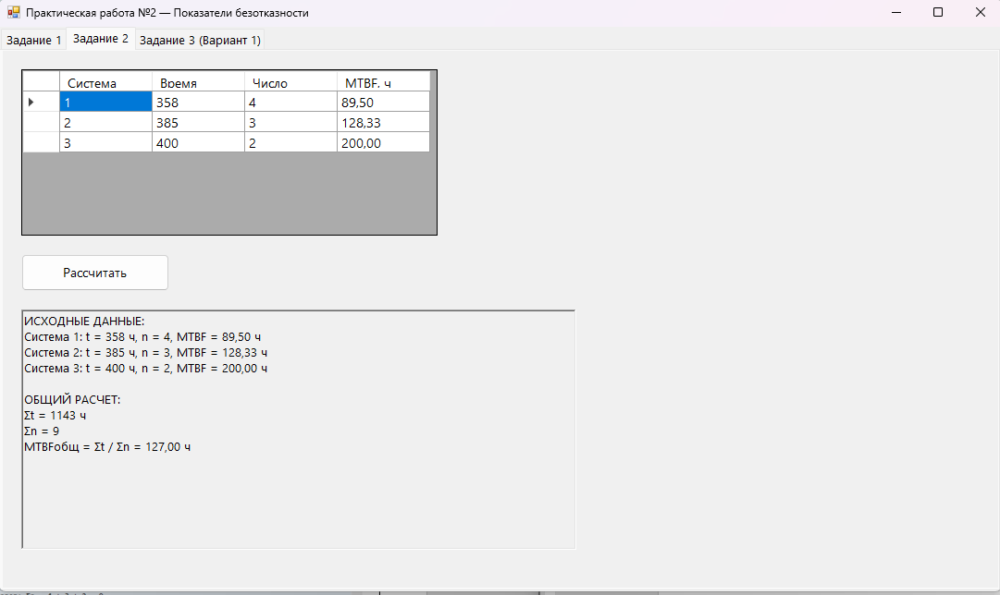 Практическая работа №2 — Показатели безотказности
Задание 1 Задание 2 Задание 3 (Вариант 1)
Система Время Число MTBF. ч
1 358 4 89,50
2 385 3 128,33
3 400 2 200,00
Рассчитать
ИСХОДНЫЕ ДАННЫЕ:
Система 1: t = 358 ч, n = 4, MTBF = 89,50 ч
Система 2: t = 385 ч, n = 3, MTBF = 128,33 ч
Система 3: t = 400 ч, n = 2, MTBF = 200,00 ч
ОБЩИЙ РАСЧЕТ:
Σt = 1143 ч
Σn = 9
MTBFобщ = Σt / Σn = 127,00 ч